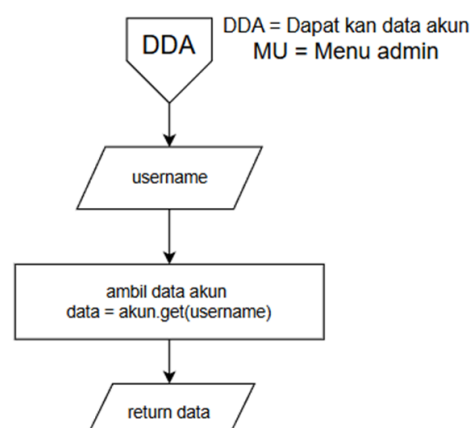 DDA
DDA = Dapat kan data akun
MU = Menu admin
username
ambil data akun
data = akun.get(username)
return data